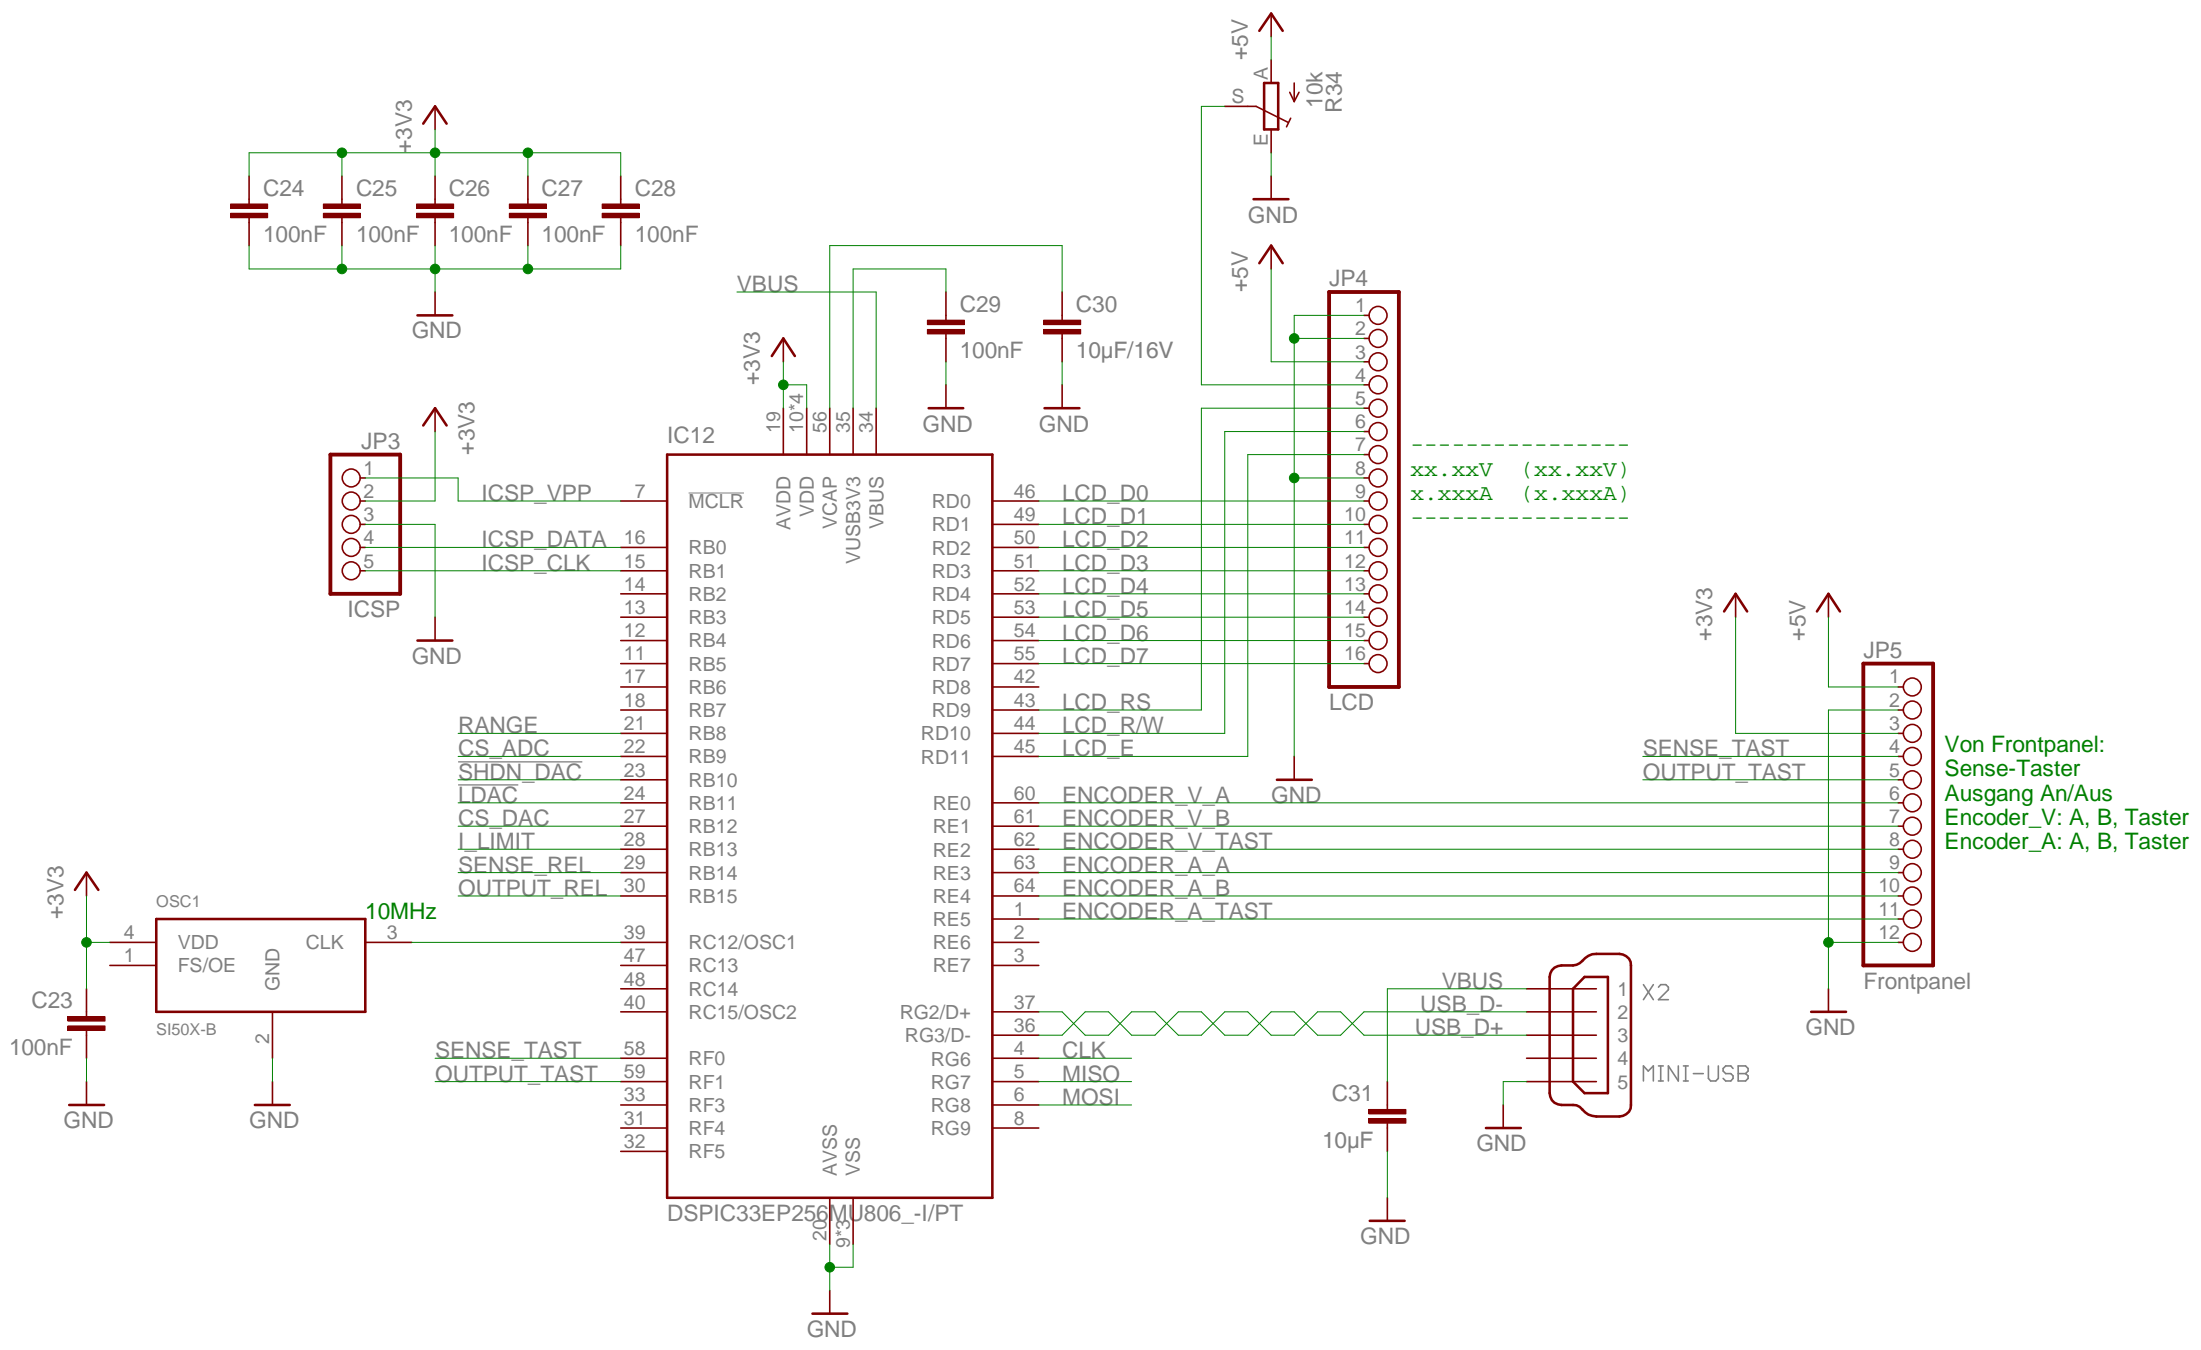 +5V
A
S
E
10k
R34
GND
+3V3
C24
100nF
C25
100nF
C26
100nF
C27
100nF
C28
100nF
GND
VBUS
C29
100nF
GND
C30
10µF/16V
GND
+3V3
19
10*4
56
35
34
+5V
JP4
1
2
3
4
5
6
7
8
9
10
11
12
13
14
15
16
LCD
GND
--------------------
xx.xxV (xx.xxV)
x.xxxA (x.xxxA)
--------------------
+3V3
JP3
1
2
3
4
5
ICSP
GND
ICSP_VPP
ICSP_DATA
ICSP_CLK
IC12
AVDD
VDD
VCAP
VUSB3V3
VBUS
7 MCLR
16 RB0
15 RB1
14 RB2
13 RB3
12 RB4
11 RB5
17 RB6
18 RB7
RANGE 21 RB8
CS_ADC 22 RB9
SHDN_DAC 23 RB10
LDAC 24 RB11
CS_DAC 27 RB12
I_LIMIT 28 RB13
SENSE_REL 29 RB14
OUTPUT_REL 30 RB15
39 RC12/OSC1
47 RC13
48 RC14
40 RC15/OSC2
SENSE_TAST 58 RF0
OUTPUT_TAST 59 RF1
33 RF3
31 RF4
32 RF5
RD0 46 LCD_D0
RD1 49 LCD_D1
RD2 50 LCD_D2
RD3 51 LCD_D3
RD4 52 LCD_D4
RD5 53 LCD_D5
RD6 54 LCD_D6
RD7 55 LCD_D7
RD8 42
RD9 43 LCD_RS
RD10 44 LCD_R/W
RD11 45 LCD_E
RE0 60 ENCODER_V_A
RE1 61 ENCODER_V_B
RE2 62 ENCODER_V_TAST
RE3 63 ENCODER_A_A
RE4 64 ENCODER_A_B
RE5 1 ENCODER_A_TAST
RE6 2
RE7 3
RG2/D+ 37
RG3/D- 36
RG6 4 CLK
RG7 5 MISO
RG8 6 MOSI
RG9 8
AVSS
VSS
DSPIC33EP256MU806_-I/PT
20
9*3
GND
+3V3
OSC1
10MHz
4 VDD
1 FS/OE
GND
CLK 3
2
SI50X-B
C23
100nF
GND
GND
+3V3
+5V
JP5
1
2
3
4
5
6
7
8
9
10
11
12
Frontpanel
SENSE_TAST
OUTPUT_TAST
GND
Von Frontpanel:
Sense-Taster
Ausgang An/Aus
Encoder_V: A, B, Taster
Encoder_A: A, B, Taster
VBUS
USB_D-
USB_D+
1
2
3
4
5
X2
MINI-USB
GND
C31
10µF
GND